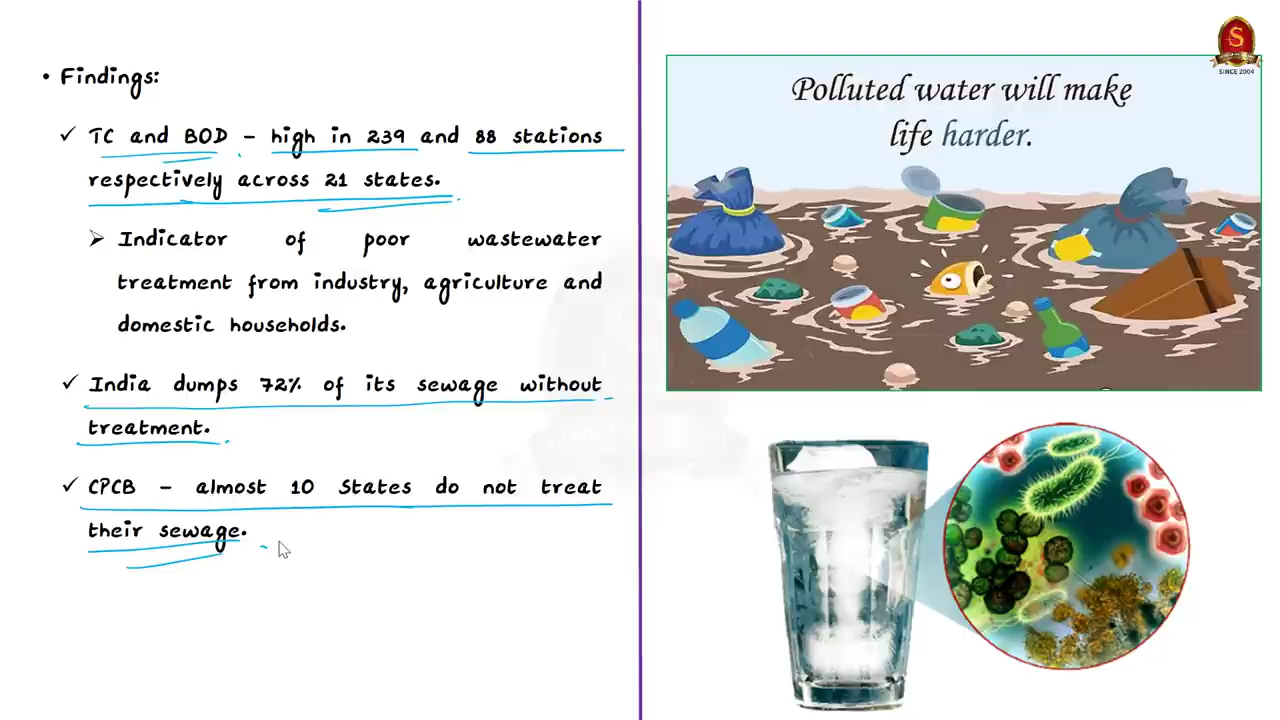 • Findings:
✓ TC and BOD - high in 239 and 88 stations
respectively across 21 states.
➢ Indicator of poor wastewater
treatment from industry, agriculture and
domestic households.
✓ India dumps 72% of its sewage without
treatment.
✓ CPCB - almost 10 States do not treat
their sewage.
Polluted water will make
life harder.
S
SINCE 2004